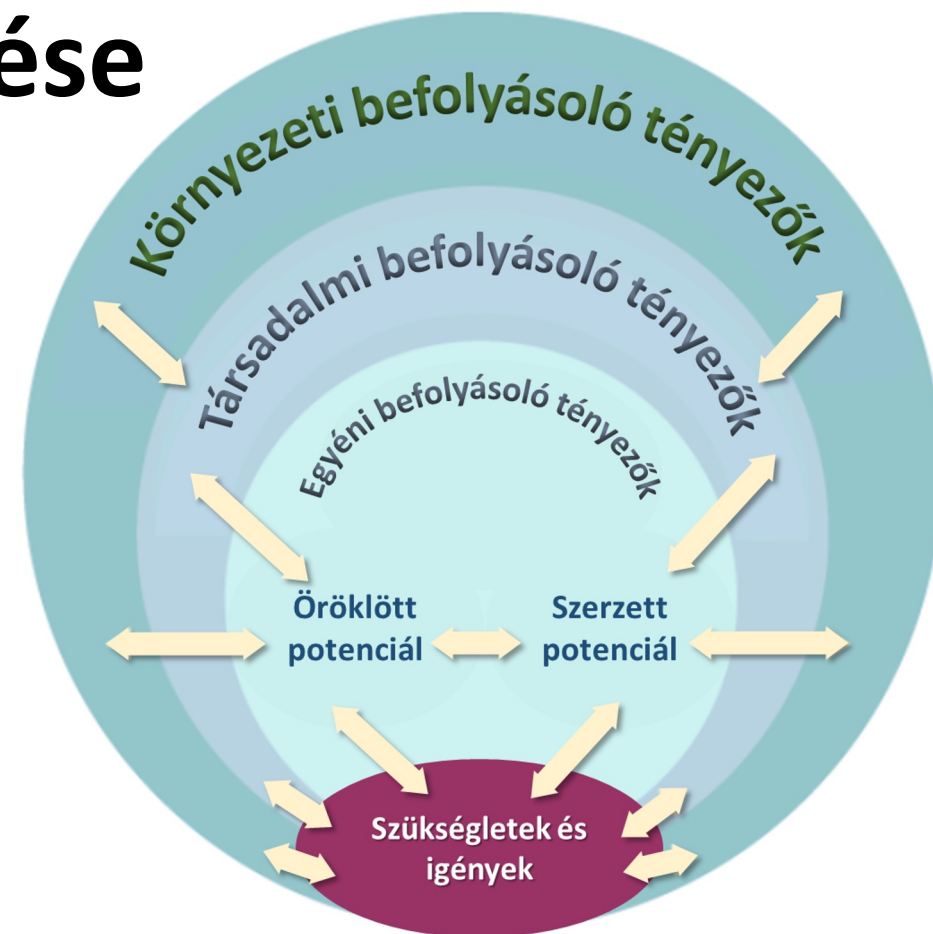 ése
Környezeti befolyásoló tényezők
Társadalmi befolyásoló tényezők
Egyéni befolyásoló tényezők
Öröklött
potenciál
Szerzett
potenciál
Szükségletek és
igények